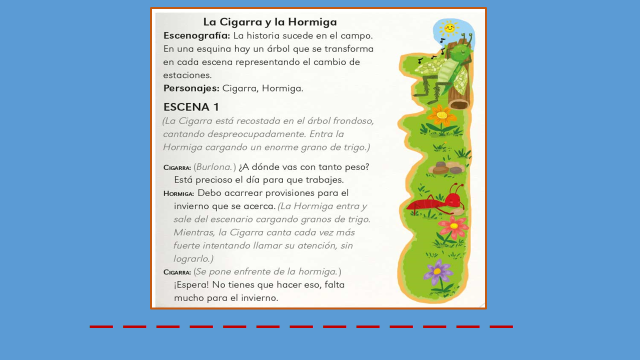 La Cigarra y la Hormiga
Escenografía: La historia sucede en el campo.
En una esquina hay un árbol que se transforma
en cada escena representando el cambio de
estaciones.
Personajes: Cigarra, Hormiga.
ESCENA 1
(La Cigarra está recostada en el árbol frondoso,
cantando despreocupadamente. Entra la
Hormiga cargando un enorme grano de trigo.)
Cigarra: (Burlona.) ¿A dónde vas con tanto peso?
Está precioso el día para que trabajes.
Hormiga: Debo acarrear provisiones para el
invierno que se acerca. (La Hormiga entra y
sale del escenario cargando granos de trigo.
Mientras, la Cigarra canta cada vez más
fuerte intentando llamar su atención, sin
lograrlo.)
Cigarra: (Se pone enfrente de la hormiga.)
¡Espera! No tienes que hacer eso, falta
mucho para el invierno.